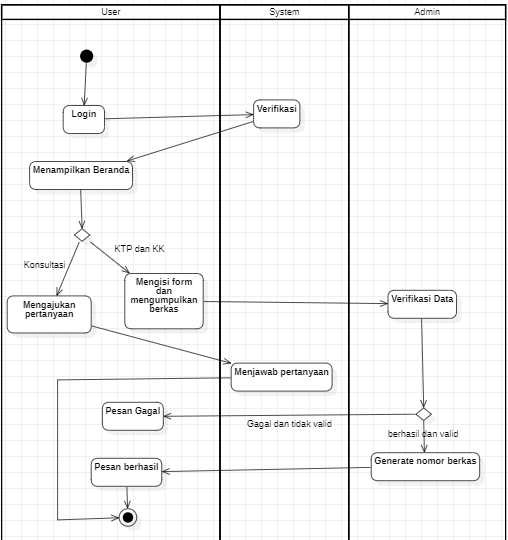 User
System
Admin
Login
Verifikasi
Menampilkan Beranda
KTP dan KK
Konsultasi
Mengisi form
dan
mengumpulkan
berkas
Mengajukan
pertanyaan
Verifikasi Data
Menjawab pertanyaan
Pesan Gagal
Gagal dan tidak valid
berhasil dan valid
Pesan berhasil
Generate nomor berkas